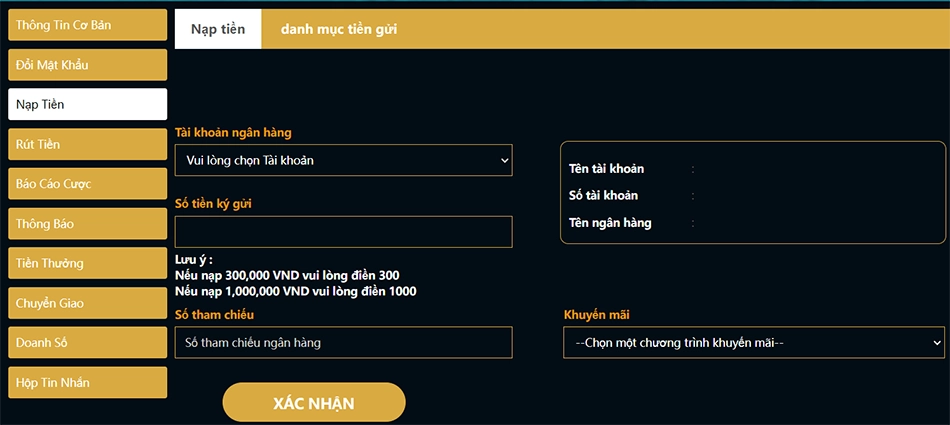 Thông Tin Cơ Bản
Đổi Mật Khẩu
Nạp Tiền
Rút Tiền
Báo Cáo Cược
Thông Báo
Tiền Thưởng
Chuyển Giao
Doanh Số
Hộp Tin Nhắn
Nạp tiền
danh mục tiền gửi
Tài khoản ngân hàng
Vui lòng chọn Tài khoản
Số tiền ký gửi
Lưu ý :
Nếu nạp 300,000 VND vui lòng điền 300
Nếu nạp 1,000,000 VND vui lòng điền 1000
Số tham chiếu
Số tham chiếu ngân hàng
Tên tài khoản :
Số tài khoản :
Tên ngân hàng :
Khuyến mãi
--Chọn một chương trình khuyến mãi--
XÁC NHẬN